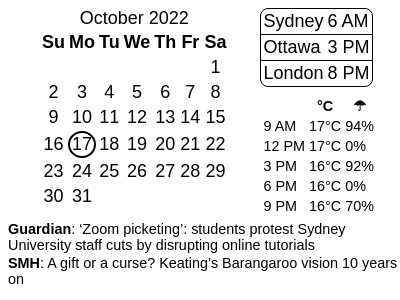 October 2022
Su Mo Tu We Th Fr Sa
1
2 3 4 5 6 7 8
9 10 11 12 13 14 15
16 17 18 19 20 21 22
23 24 25 26 27 28 29
30 31
Sydney 6 AM
Ottawa 3 PM
London 8 PM
°C ☂
9 AM 17°C 94%
12 PM 17°C 0%
3 PM 16°C 92%
6 PM 16°C 0%
9 PM 16°C 70%
Guardian: ‘Zoom picketing’: students protest Sydney
University staff cuts by disrupting online tutorials
SMH: A gift or a curse? Keating’s Barangaroo vision 10 years
on